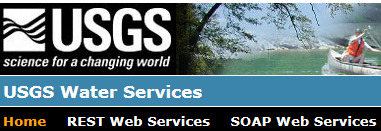 USGS
science for a changing world
USGS Water Services
Home REST Web Services SOAP Web Services